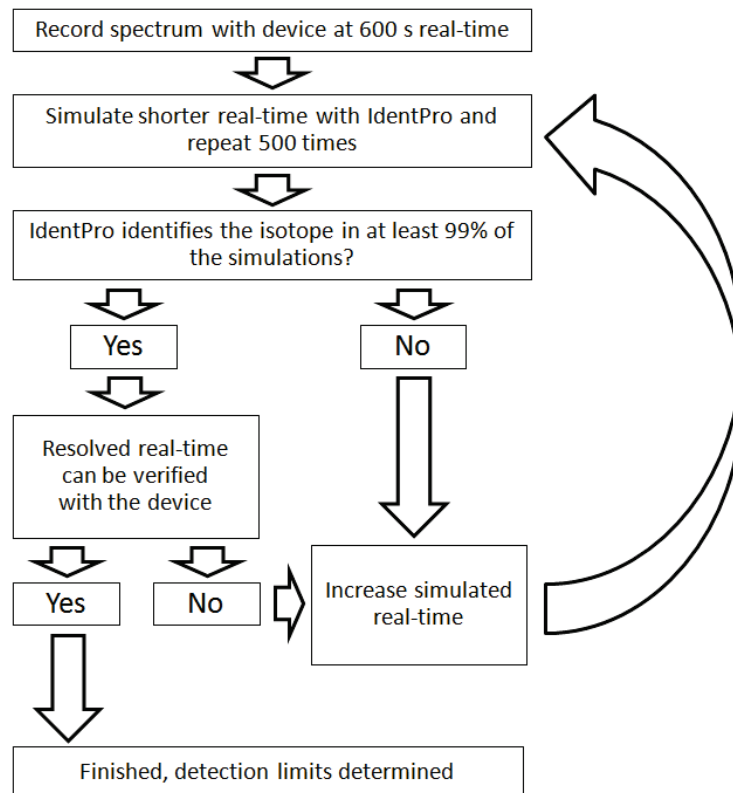 Record spectrum with device at 600 s real-time
Simulate shorter real-time with IdentPro and
repeat 500 times
IdentPro identifies the isotope in at least 99% of
the simulations?
Yes
No
Resolved real-time
can be verified
with the device
Yes
No
Increase simulated
real-time
Finished, detection limits determined